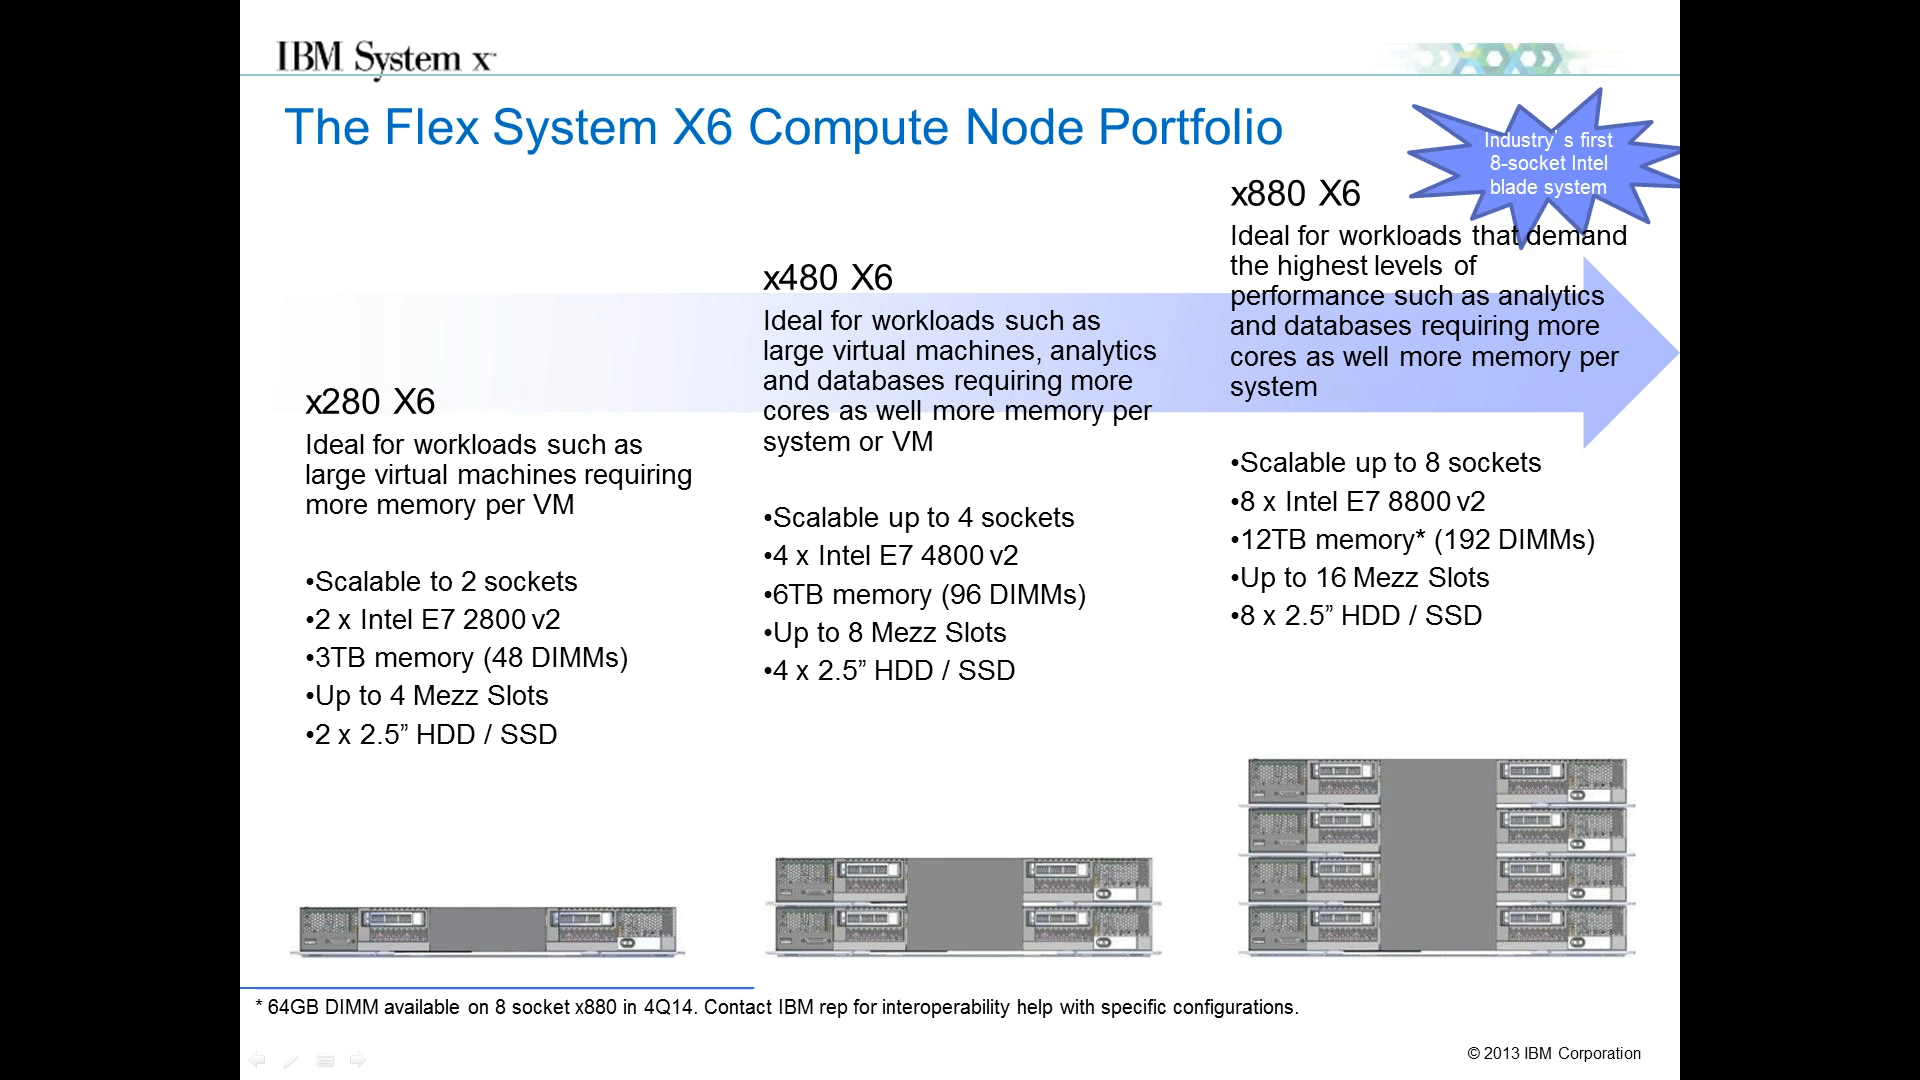 IBM System x™
The Flex System X6 Compute Node Portfolio
Industry’s first
8-socket Intel
blade system
x280 X6
Ideal for workloads such as
large virtual machines requiring
more memory per VM
•Scalable to 2 sockets
•2 x Intel E7 2800 v2
•3TB memory (48 DIMMs)
•Up to 4 Mezz Slots
•2 x 2.5” HDD / SSD
x480 X6
Ideal for workloads such as
large virtual machines, analytics
and databases requiring more
cores as well more memory per
system or VM
•Scalable up to 4 sockets
•4 x Intel E7 4800 v2
•6TB memory (96 DIMMs)
•Up to 8 Mezz Slots
•4 x 2.5” HDD / SSD
x880 X6
Ideal for workloads that demand
the highest levels of
performance such as analytics
and databases requiring more
cores as well more memory per
system
•Scalable up to 8 sockets
•8 x Intel E7 8800 v2
•12TB memory* (192 DIMMs)
•Up to 16 Mezz Slots
•8 x 2.5” HDD / SSD
* 64GB DIMM available on 8 socket x880 in 4Q14. Contact IBM rep for interoperability help with specific configurations.
© 2013 IBM Corporation